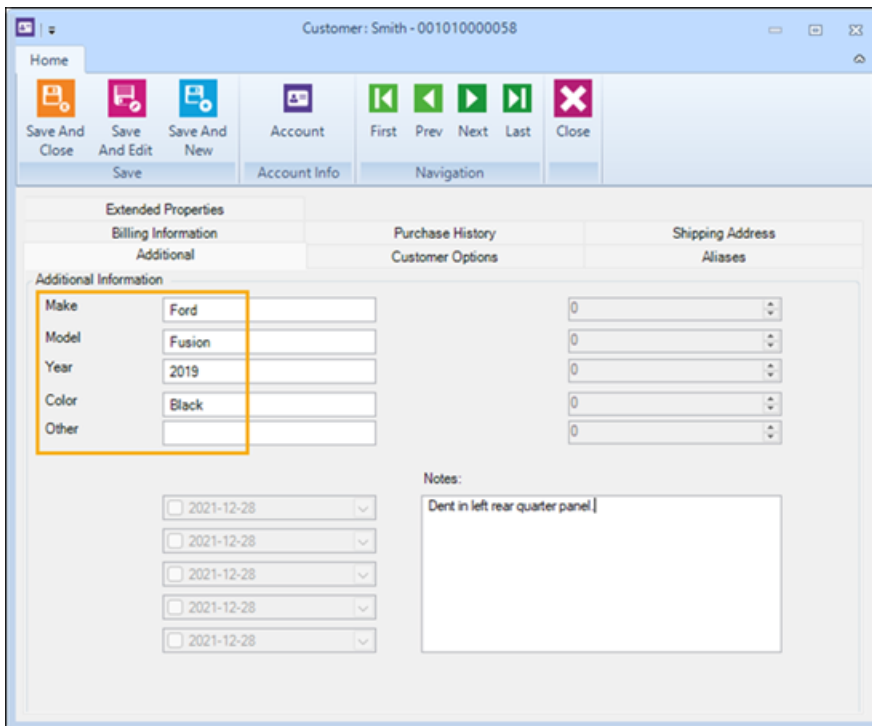 Customer: Smith - 001010000058
Home
Save And Close
Save And Edit
Save And New
Account
First Prev Next Last
Close
Save
Account Info
Navigation
Extended Properties
Billing Information
Purchase History
Shipping Address
Additional
Customer Options
Aliases
Additional Information
Make Ford 0
Model Fusion 0
Year 2019 0
Color Black 0
Other 0
Notes:
Dent in left rear quarter panel.
2021-12-28
2021-12-28
2021-12-28
2021-12-28
2021-12-28